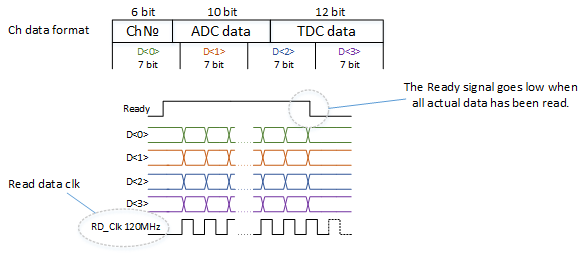 6 bit 10 bit 12 bit
Ch data format Ch№ ADC data TDC data
D<0> D<1> D<2> D<3>
7 bit 7 bit 7 bit 7 bit
The Ready signal goes low when
all actual data has been read.
Ready
D<0>
D<1>
D<2>
Read data clk
D<3>
RD_Clk 120MHz